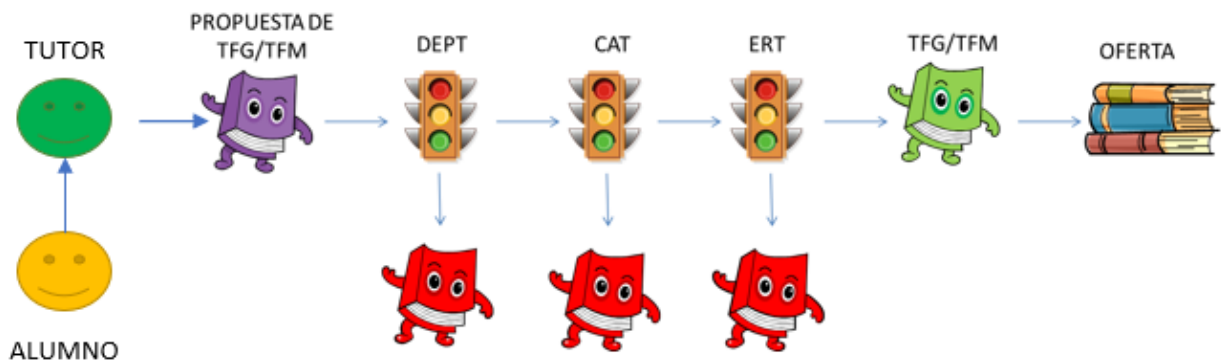 TUTOR
PROPUESTA DE
TFG/TFM
DEPT
CAT
ERT
TFG/TFM
OFERTA
ALUMNO